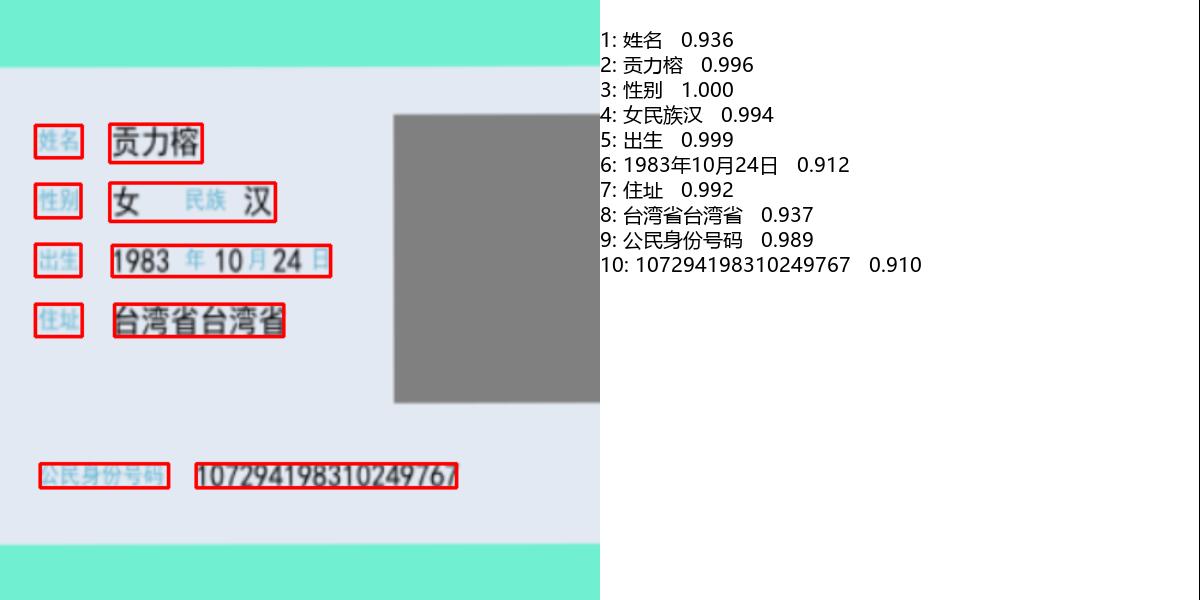 姓名 贡力榕
性别 女 民族 汉
出生 1983 年 10 月 24 日
住址 台湾省台湾省
公民身份号码 107294198310249767
1: 姓名 0.936
2: 贡力榕 0.996
3: 性别 1.000
4: 女民族汉 0.994
5: 出生 0.999
6: 1983年10月24日 0.912
7: 住址 0.992
8: 台湾省台湾省 0.937
9: 公民身份号码 0.989
10: 107294198310249767 0.910